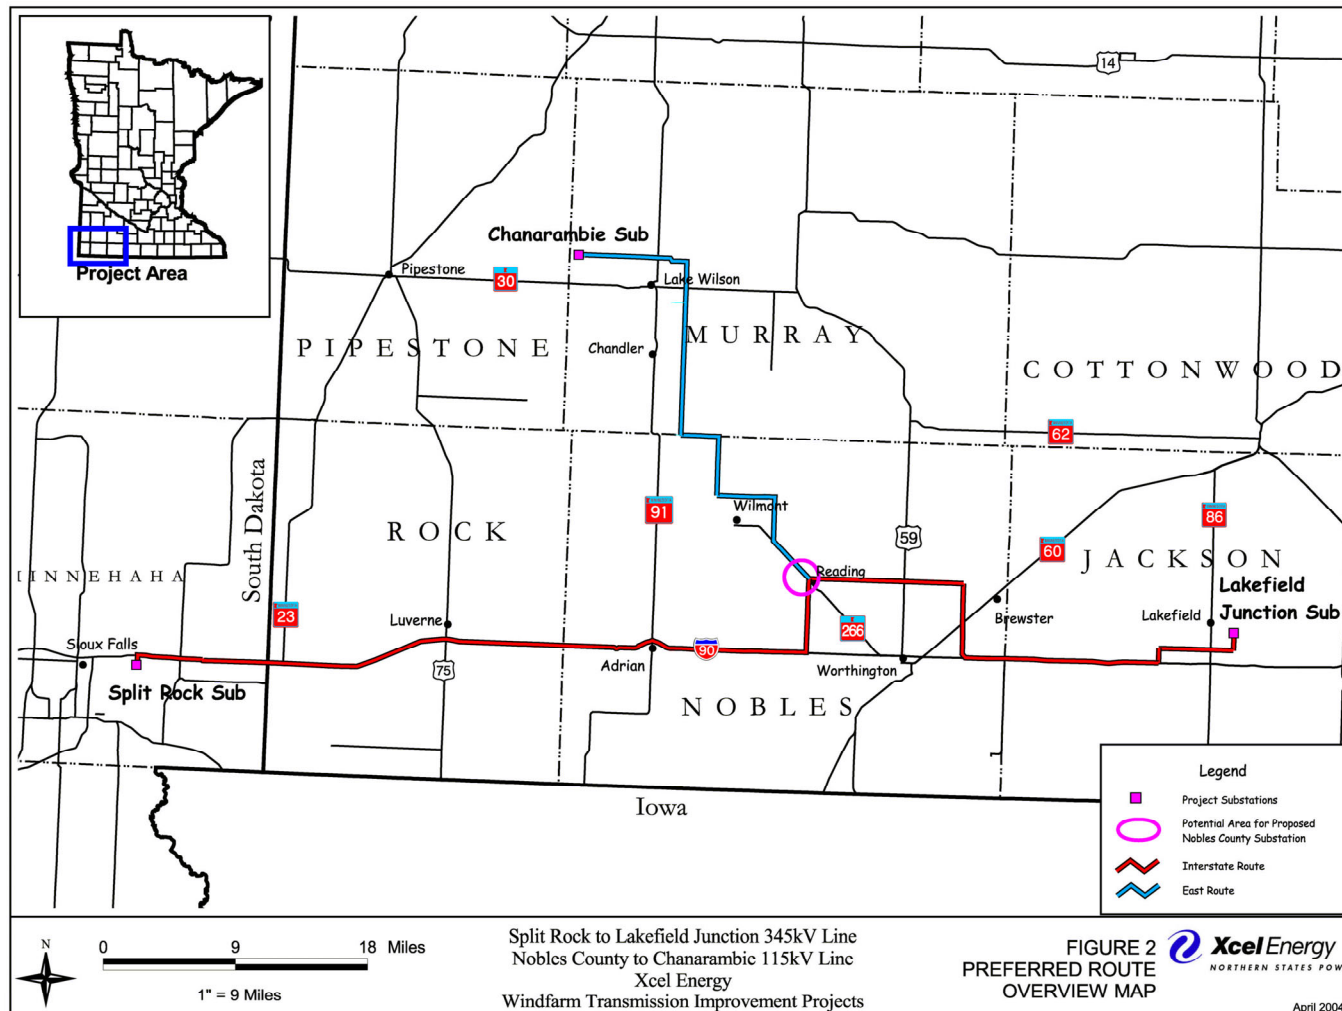 14
Chanarambie Sub
Pipestone
30
Lake Wilson
Project Area
PIPESTONE
Chandler
MURRAY
COTTONWOOD
62
South Dakota
91
Wilmont
59
86
ROCK
60
JACKSON
INNEHAHA
Reading
Lakefield
Junction Sub
23
Luverne
266
Brewster
Lakefield
Sioux Falls
90
Split Rock Sub
75
Adrian
Worthington
NOBLES
Iowa
Legend
Project Substations
Potential Area for Proposed
Nobles County Substation
Interstate Route
East Route
N
0 9 18 Miles
1" = 9 Miles
Split Rock to Lakefield Junction 345kV Line
Nobles County to Chanarambie 115kV Line
Xcel Energy
Windfarm Transmission Improvement Projects
FIGURE 2
PREFERRED ROUTE
OVERVIEW MAP
Xcel Energy
NORTHERN STATES POW
April 2004